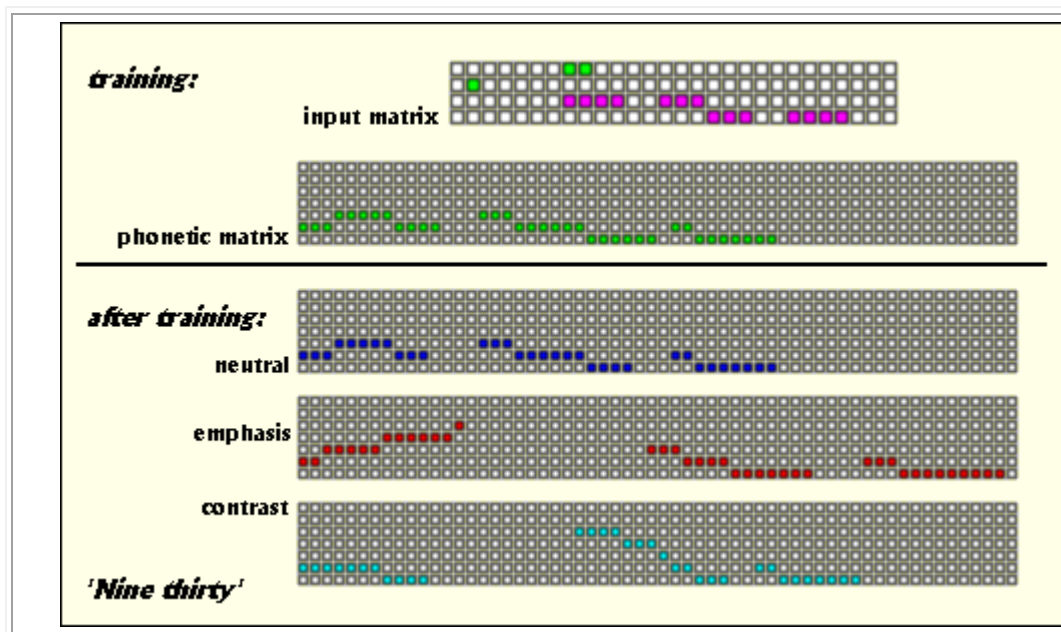 training:
input matrix
phonetic matrix
after training:
neutral
emphasis
contrast
'Nine thirty'